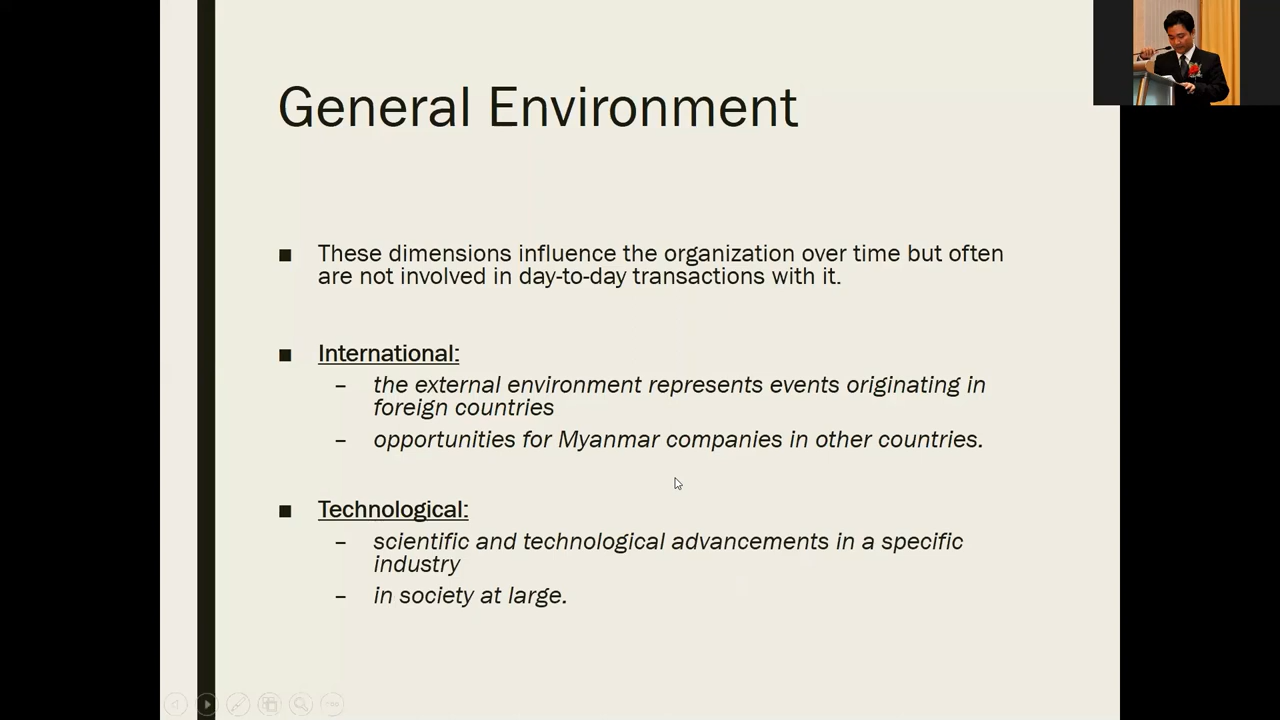 General Environment
■ These dimensions influence the organization over time but often
are not involved in day-to-day transactions with it.
■ International:
– the external environment represents events originating in
foreign countries
– opportunities for Myanmar companies in other countries.
■ Technological:
– scientific and technological advancements in a specific
industry
– in society at large.